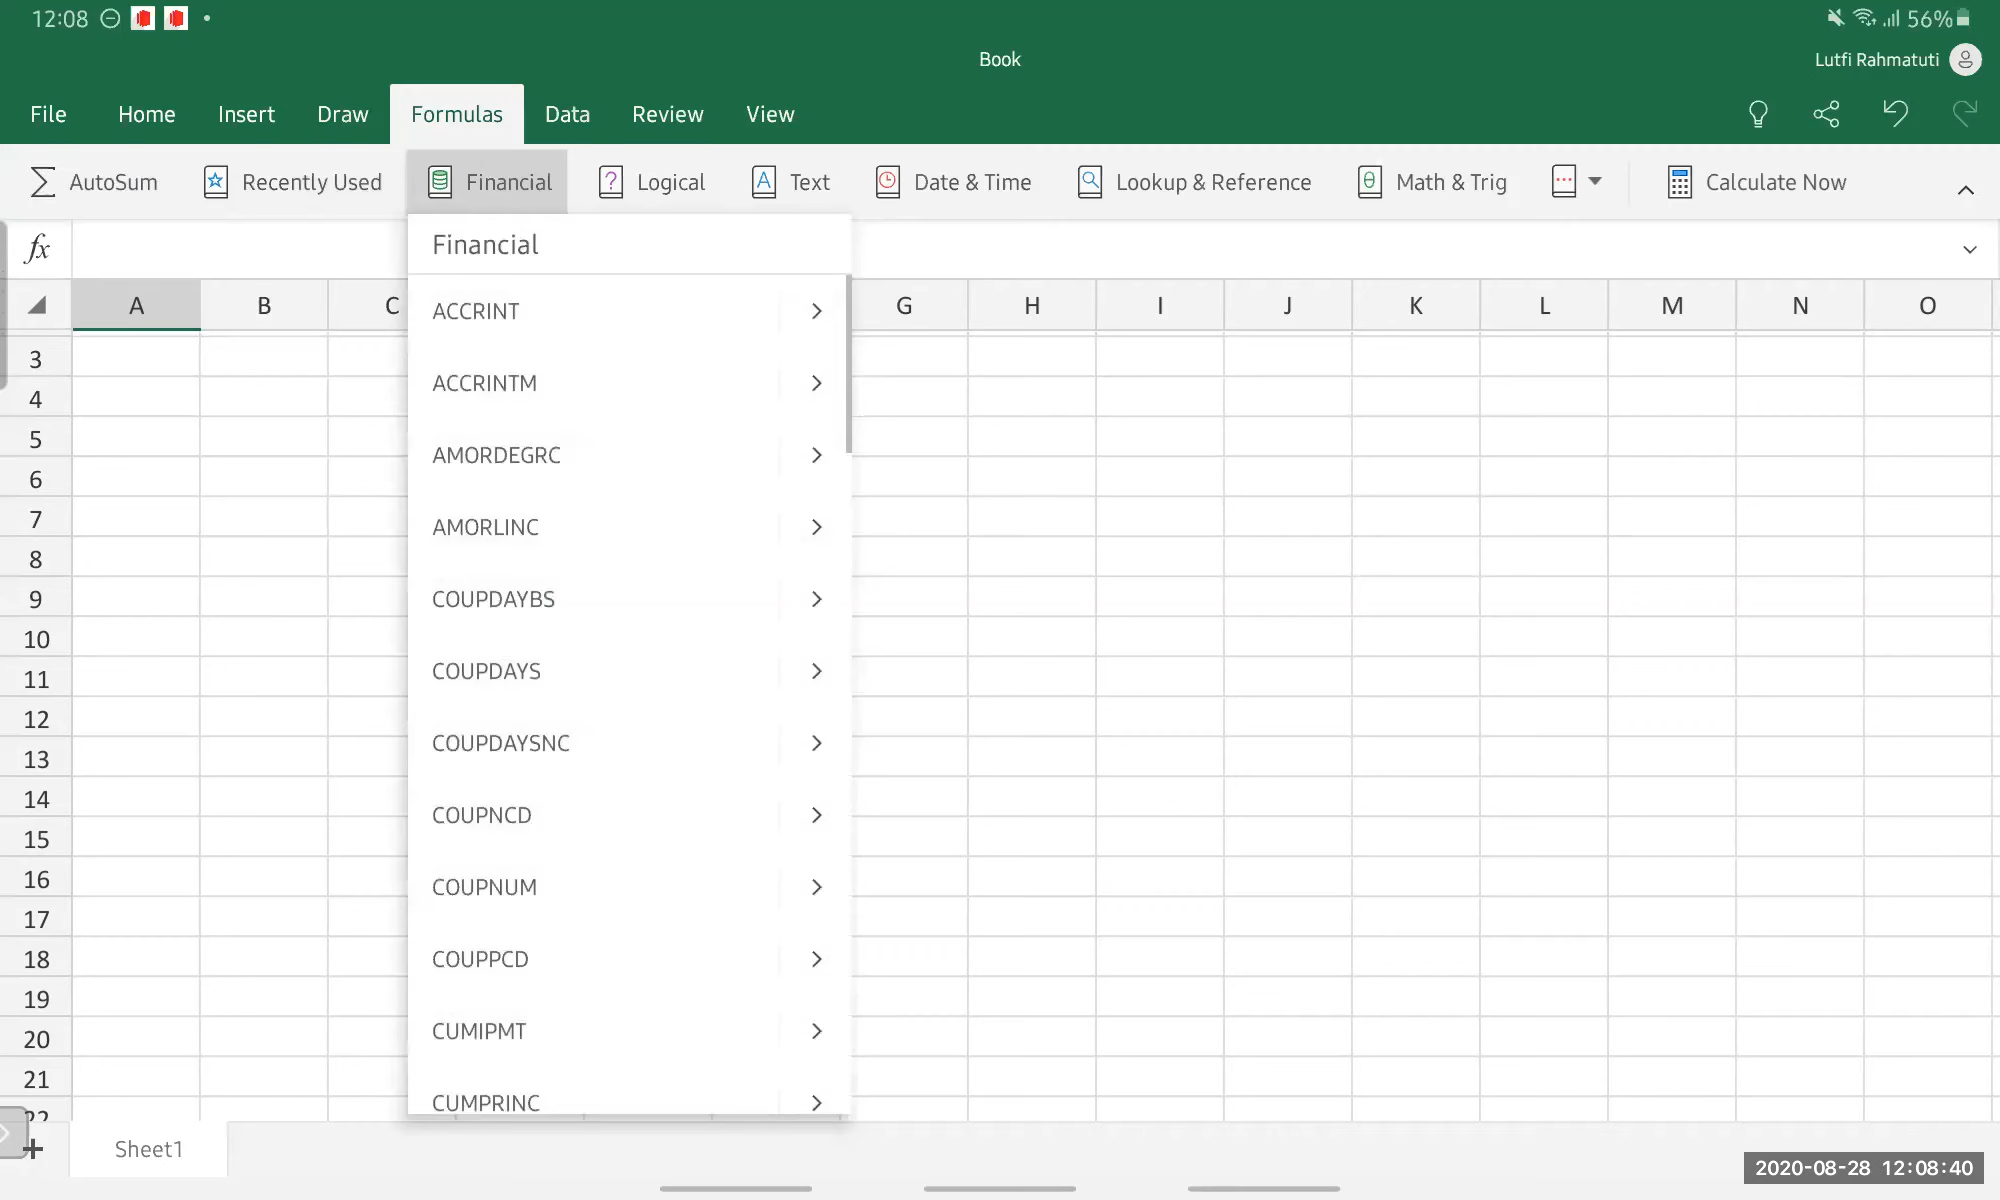 12:08 56%
Book
Lutfi Rahmatuti
File Home Insert Draw Formulas Data Review View
AutoSum Recently Used Financial Logical Text Date & Time Lookup & Reference Math & Trig Calculate Now
fx
Financial
A B C G H I J K L M N O
ACCRINT
ACCRINTM
AMORDEGRC
AMORLINC
COUPDAYBS
COUPDAYS
COUPDAYSNC
COUPNCD
COUPNUM
COUPPCD
CUMIPMT
CUMPRINC
3
4
5
6
7
8
9
10
11
12
13
14
15
16
17
18
19
20
21
22
Sheet1
2020-08-28 12:08:40